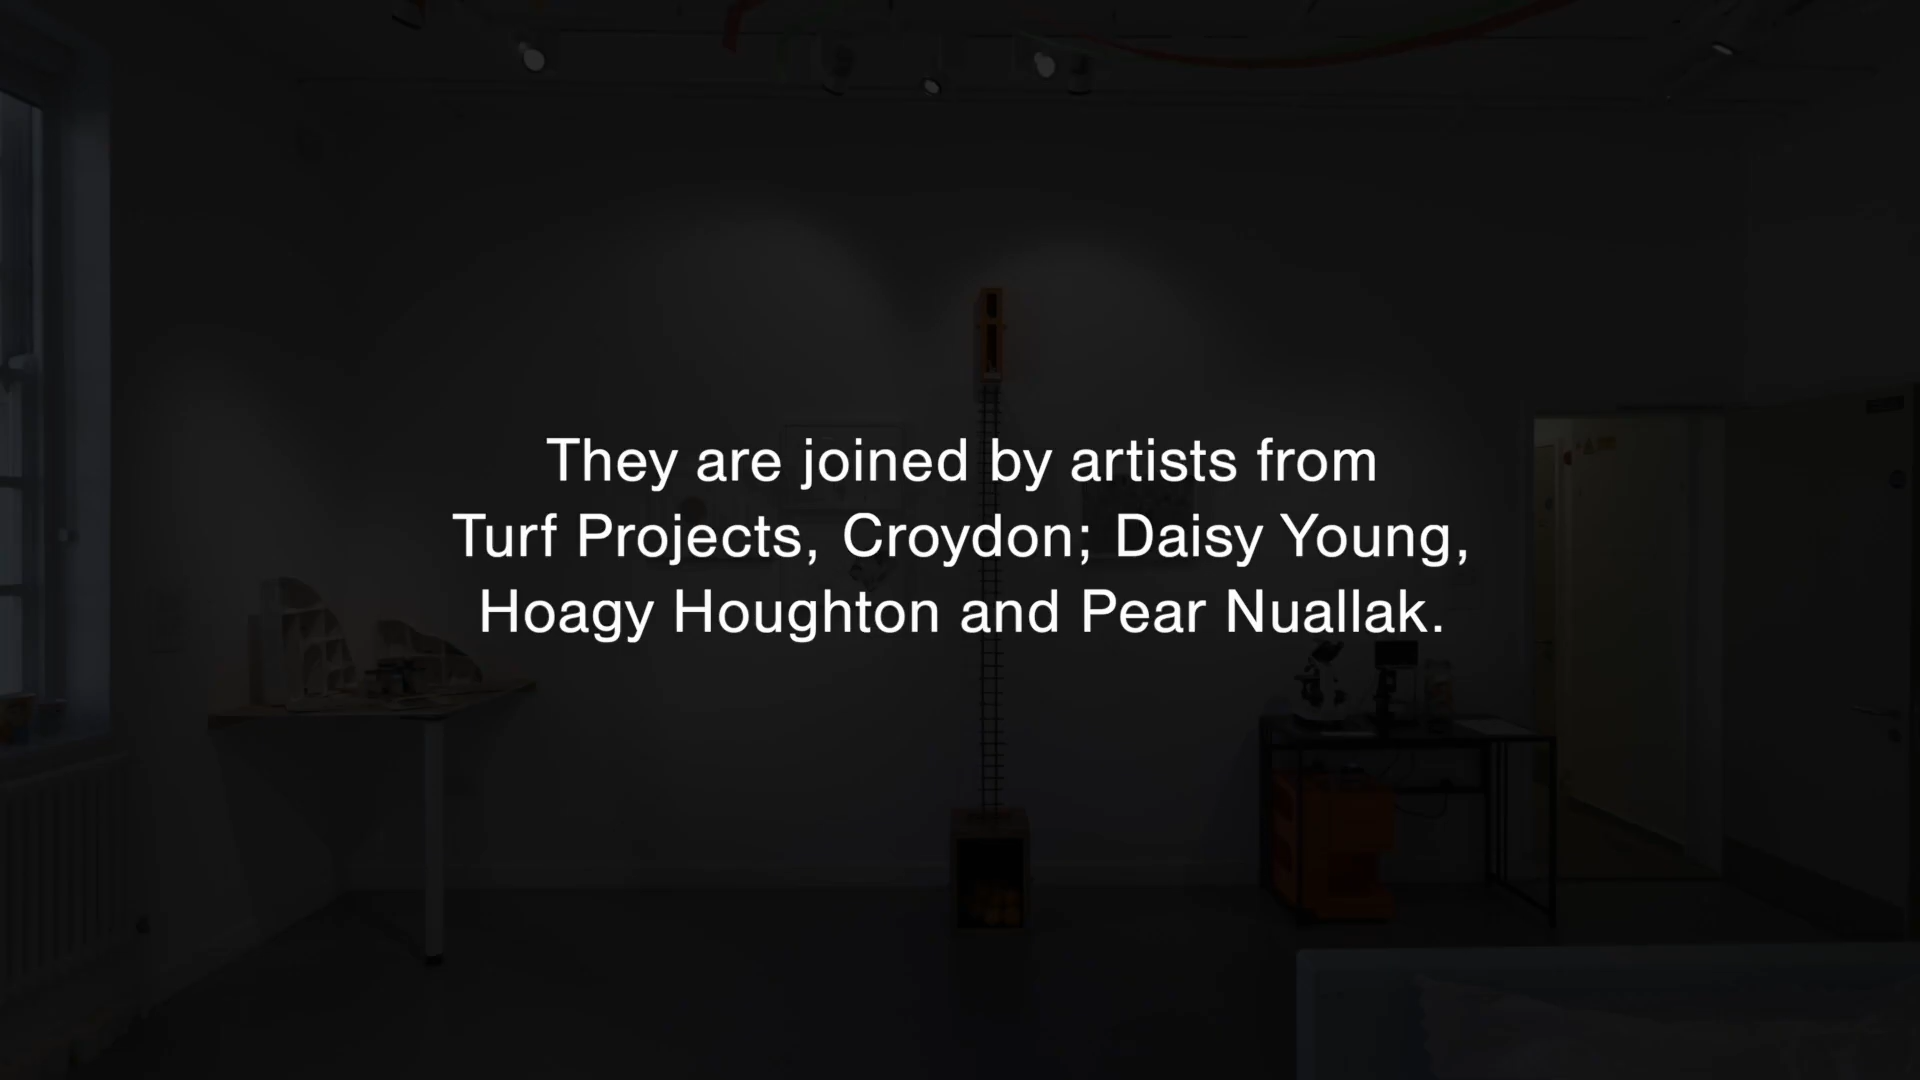 They are joined by artists from
Turf Projects, Croydon; Daisy Young,
Hoagy Houghton and Pear Nuallak.